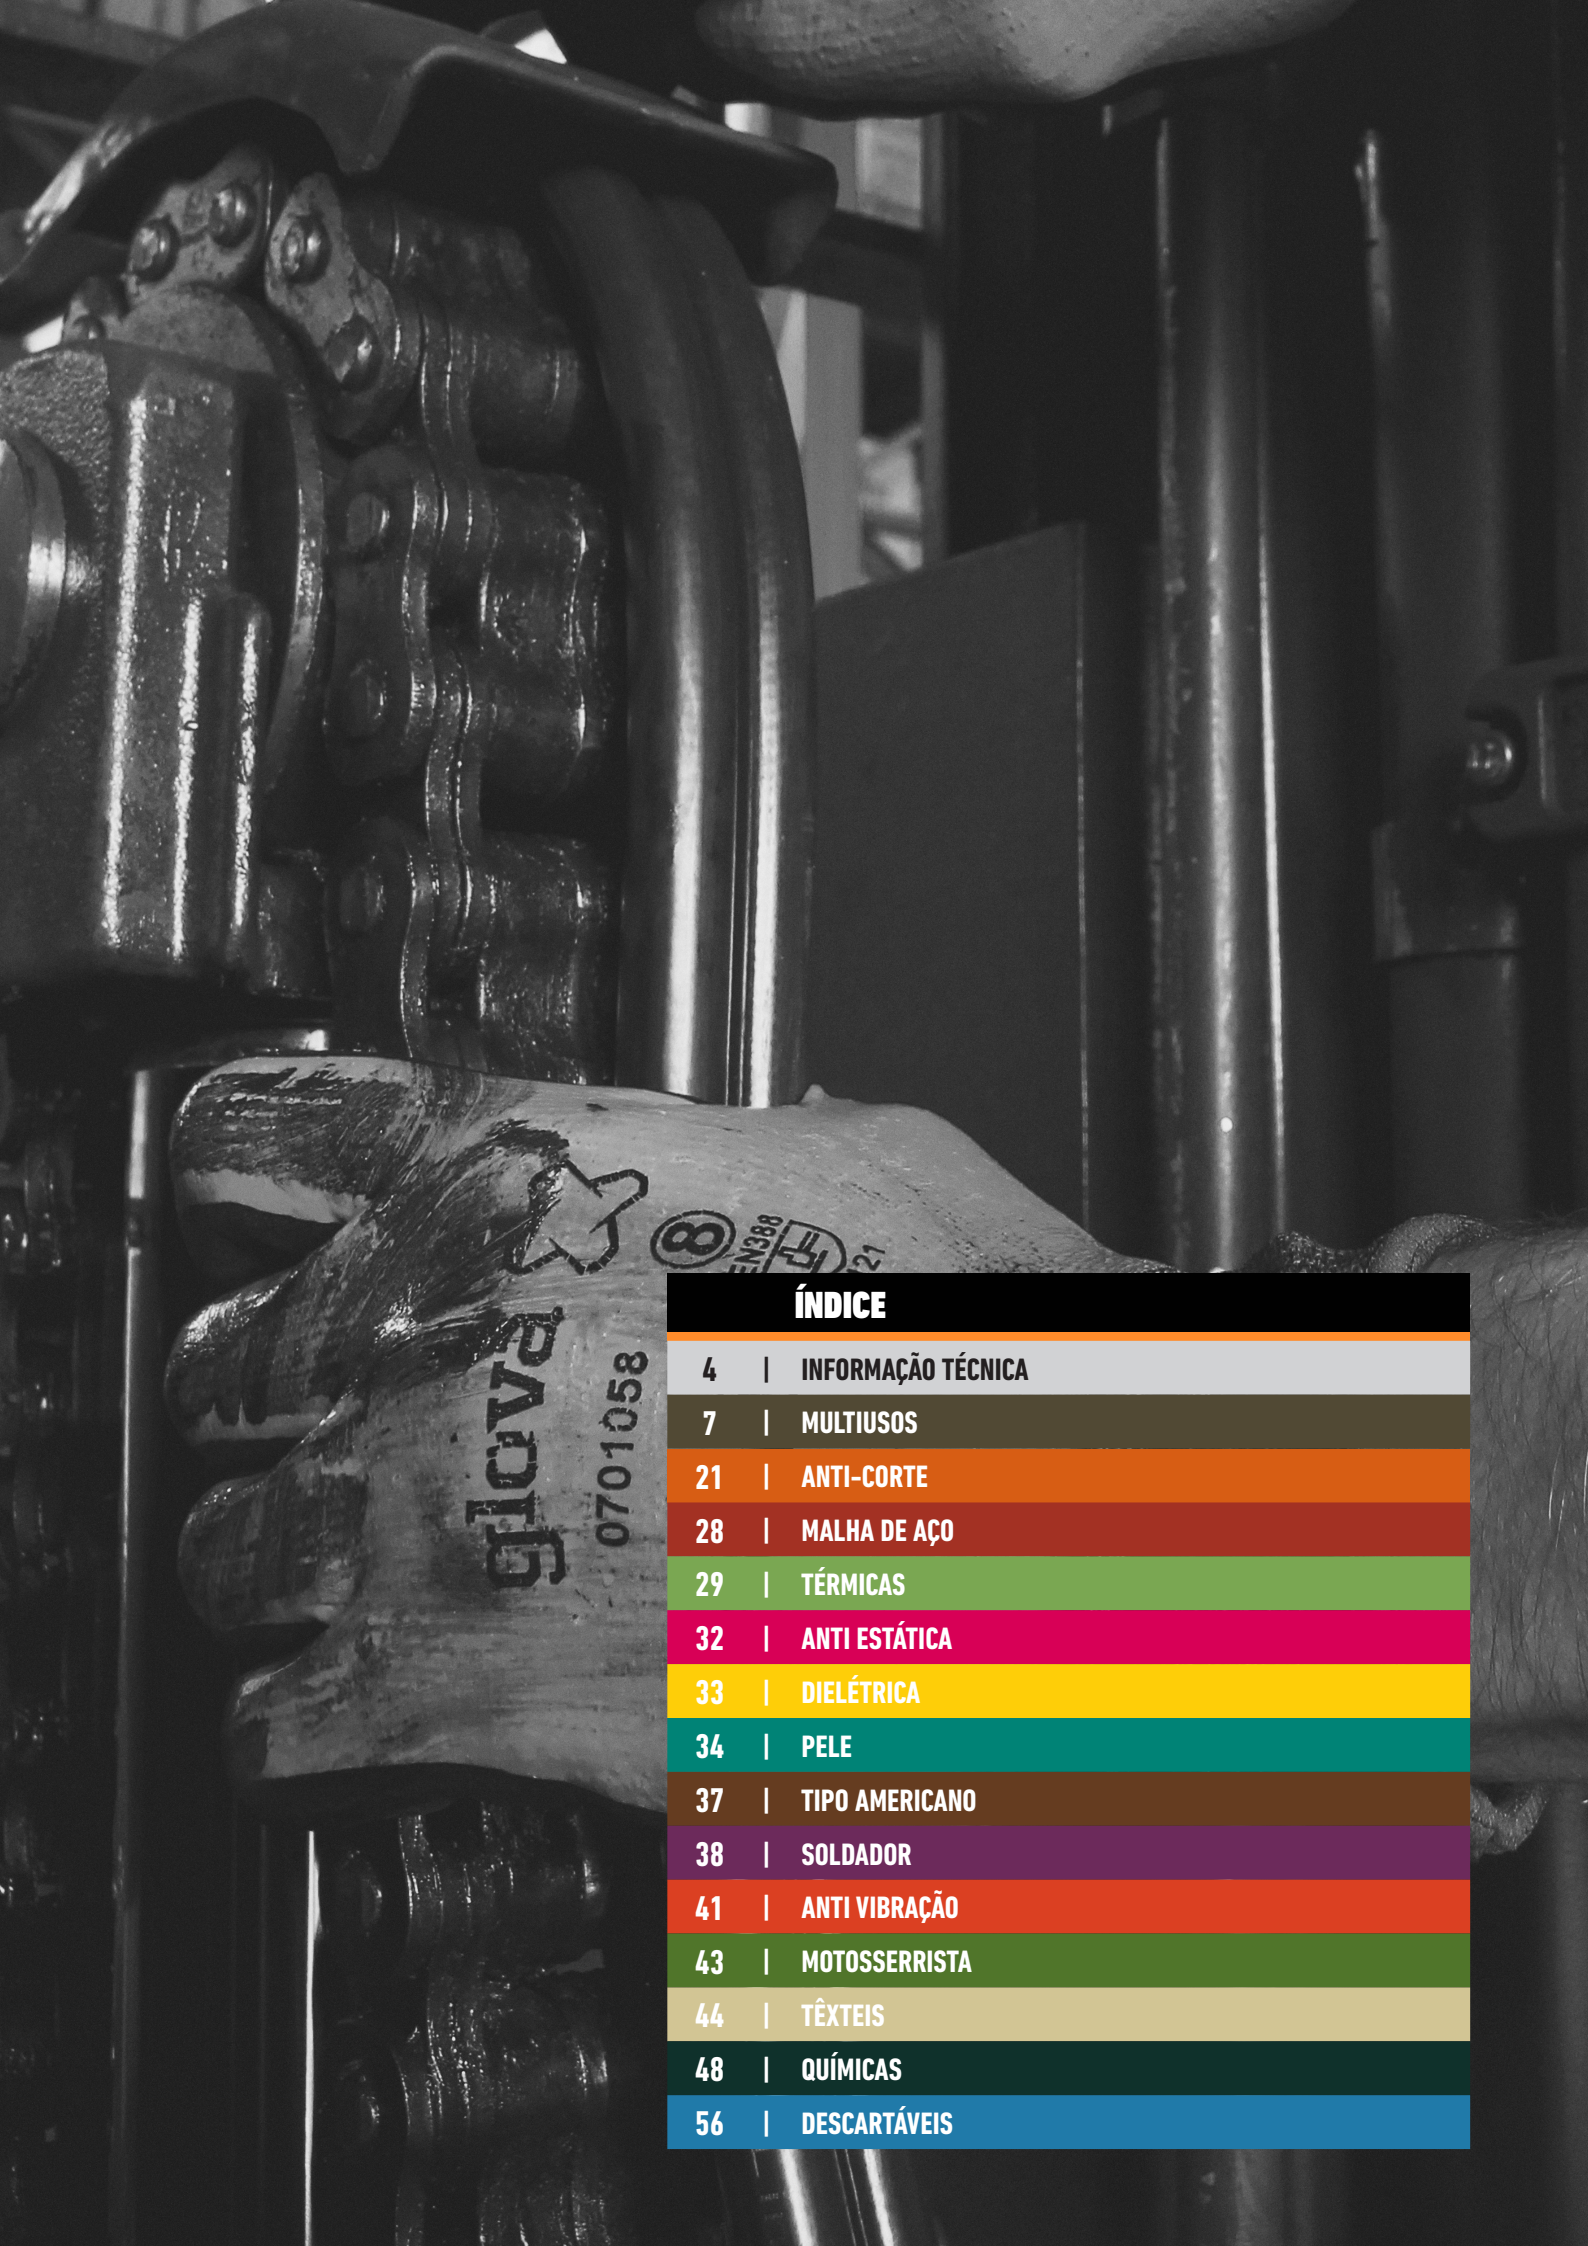 8
EN388
121
glova
0701058
ÍNDICE
4 | INFORMAÇÃO TÉCNICA
7 | MULTIUSOS
21 | ANTI-CORTE
28 | MALHA DE AÇO
29 | TÉRMICAS
32 | ANTI ESTÁTICA
33 | DIELÉTRICA
34 | PELE
37 | TIPO AMERICANO
38 | SOLDADOR
41 | ANTI VIBRAÇÃO
43 | MOTOSSERRISTA
44 | TÊXTEIS
48 | QUÍMICAS
56 | DESCARTÁVEIS